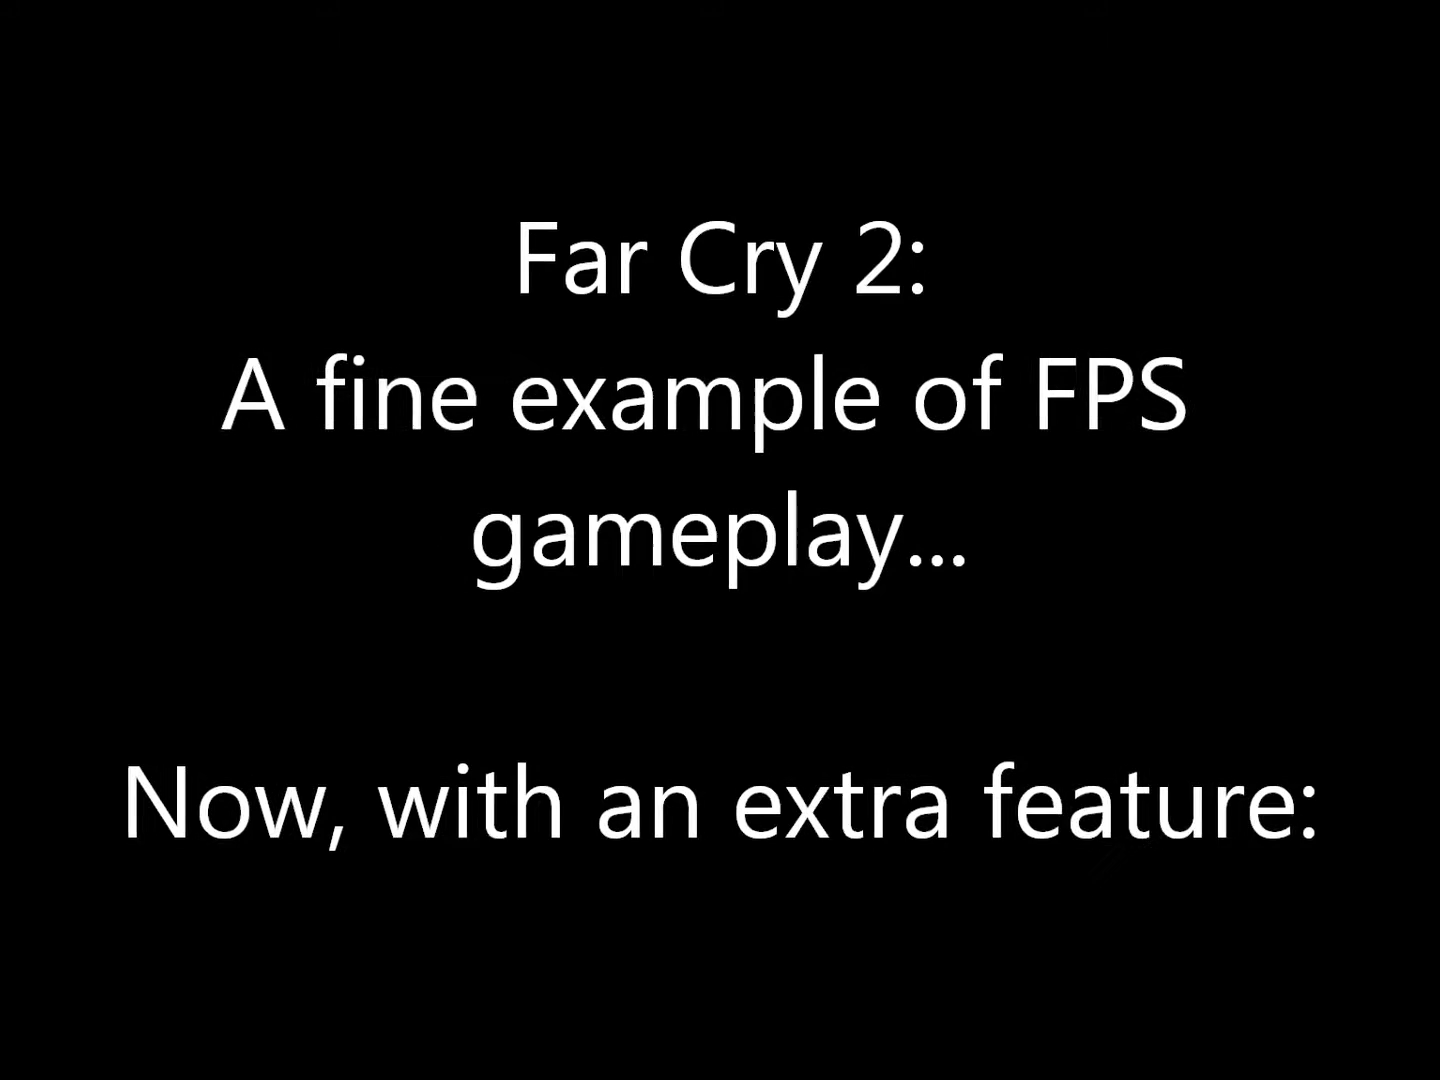 Far Cry 2:
A fine example of FPS
gameplay...
Now, with an extra feature: